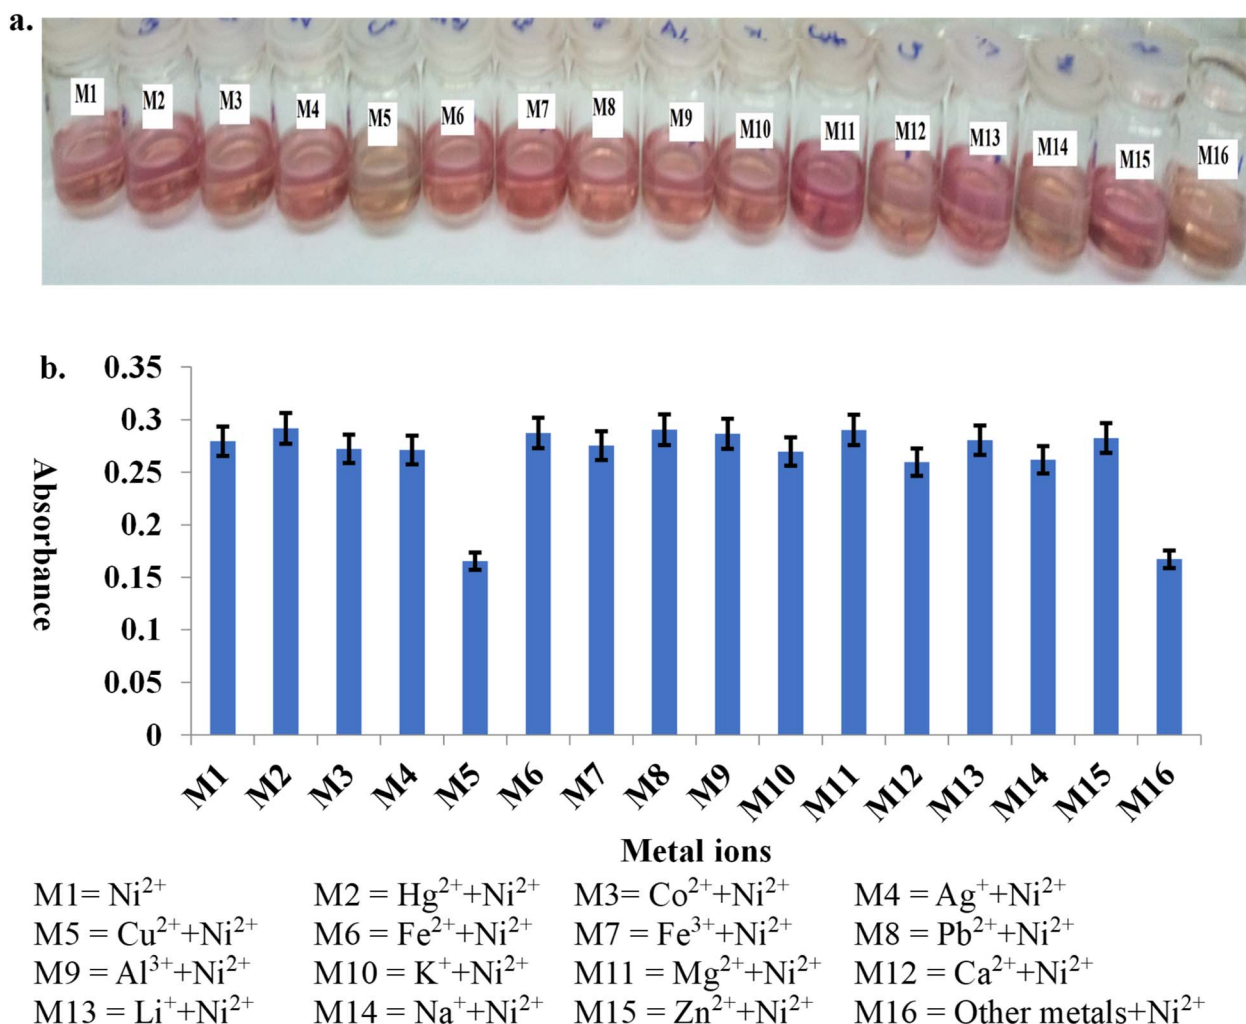 a.
M1 M2 M3 M4 M5 M6 M7 M8 M9 M10 M11 M12 M13 M14 M15 M16
b.
0.35
0.3
0.25
0.2
0.15
0.1
0.05
0
Absorbance
M1 M2 M3 M4 M5 M6 M7 M8 M9 M10 M11 M12 M13 M14 M15 M16
Metal ions
M1= Ni²⁺ M2 = Hg²⁺+Ni²⁺ M3= Co²⁺+Ni²⁺ M4 = Ag⁺+Ni²⁺
M5 = Cu²⁺+Ni²⁺ M6 = Fe²⁺+Ni²⁺ M7 = Fe³⁺+Ni²⁺ M8 = Pb²⁺+Ni²⁺
M9 = Al³⁺+Ni²⁺ M10 = K⁺+Ni²⁺ M11 = Mg²⁺+Ni²⁺ M12 = Ca²⁺+Ni²⁺
M13 = Li⁺+Ni²⁺ M14 = Na⁺+Ni²⁺ M15 = Zn²⁺+Ni²⁺ M16 = Other metals+Ni²⁺